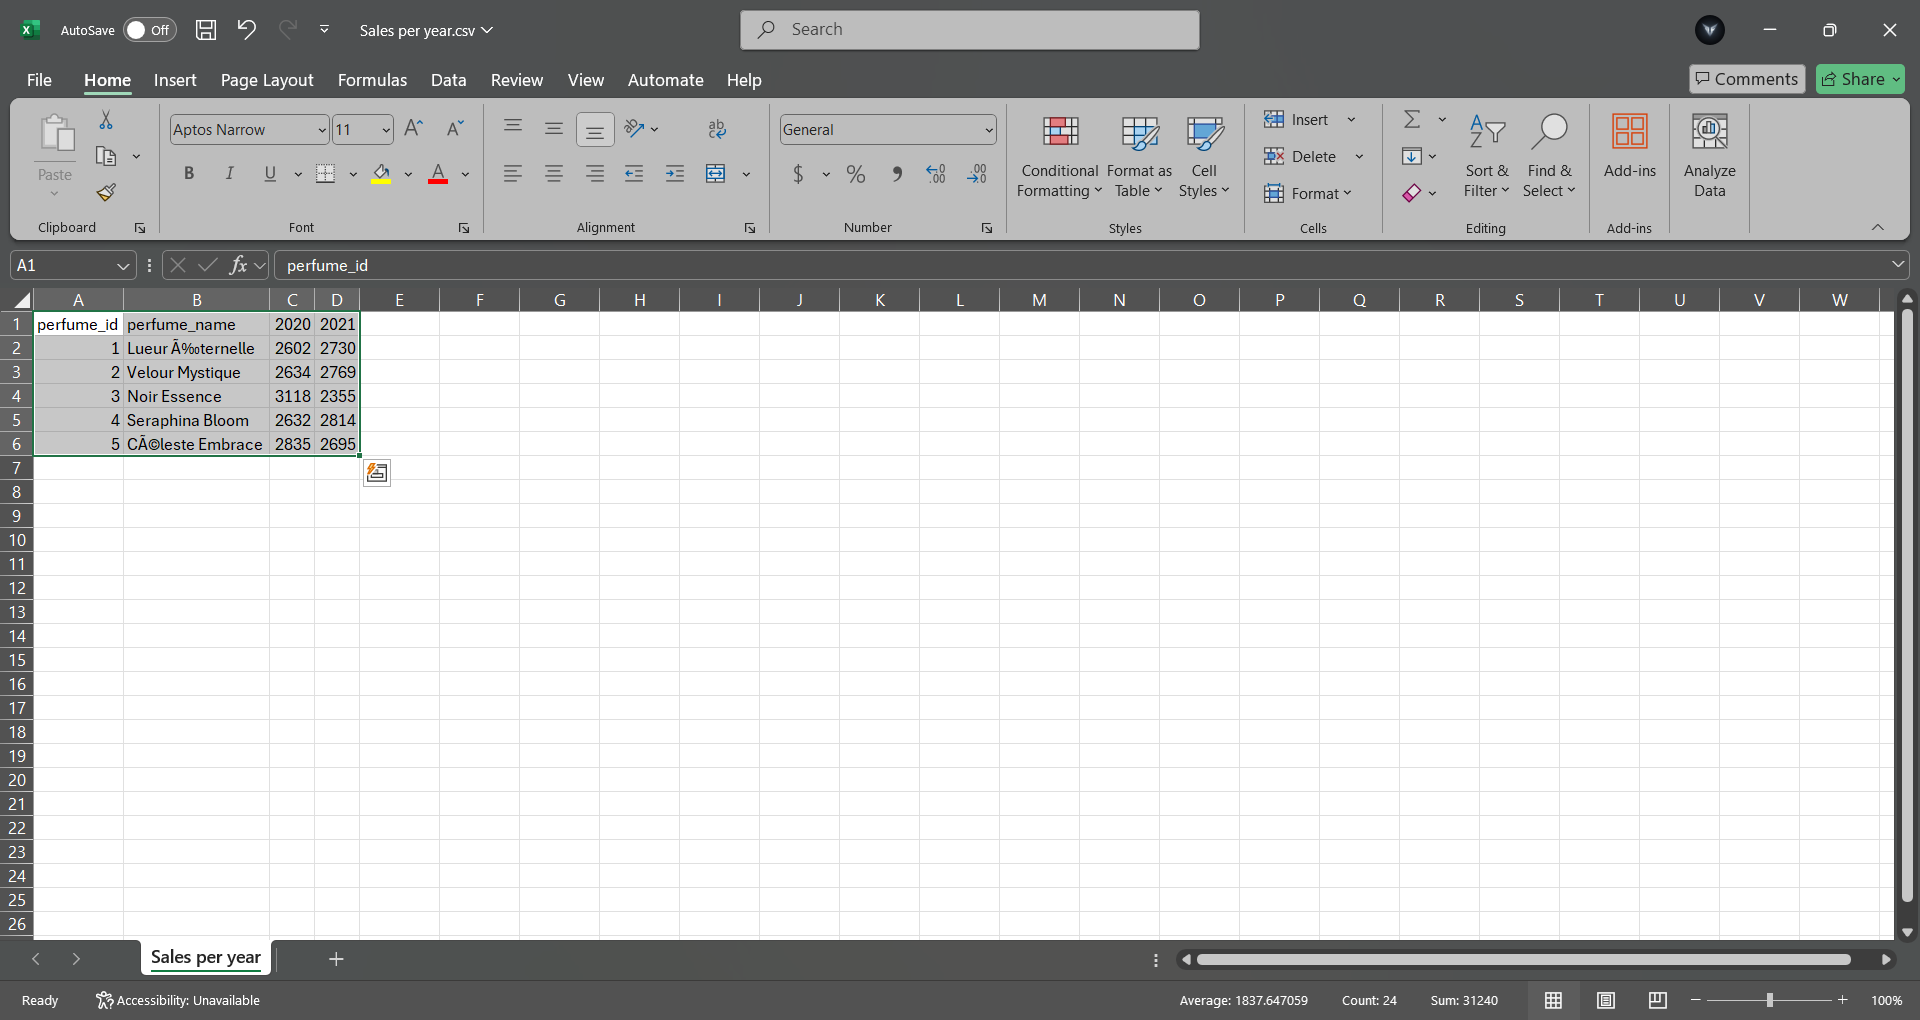 AutoSave Off Sales per year.csv Search
File Home Insert Page Layout Formulas Data Review View Automate Help Comments Share
Paste
Clipboard
Aptos Narrow 11
B I U A
Font
ab
Alignment
General
$ % , .00 .00
Number
Conditional Formatting
Format as Table
Cell Styles
Styles
Insert
Delete
Format
Cells
Sort & Filter
Find & Select
Editing
Add-ins
Add-ins
Analyze Data
A1 fx perfume_id
A B C D E F G H I J K L M N O P Q R S T U V W
1 perfume_id perfume_name 2020 2021
2 1 Lueur Ã‰ternelle 2602 2730
3 2 Velour Mystique 2634 2769
4 3 Noir Essence 3118 2355
5 4 Seraphina Bloom 2632 2814
6 5 CÃ©leste Embrace 2835 2695
7
8
9
10
11
12
13
14
15
16
17
18
19
20
21
22
23
24
25
26
Sales per year
Ready Accessibility: Unavailable Average: 1837.647059 Count: 24 Sum: 31240 100%